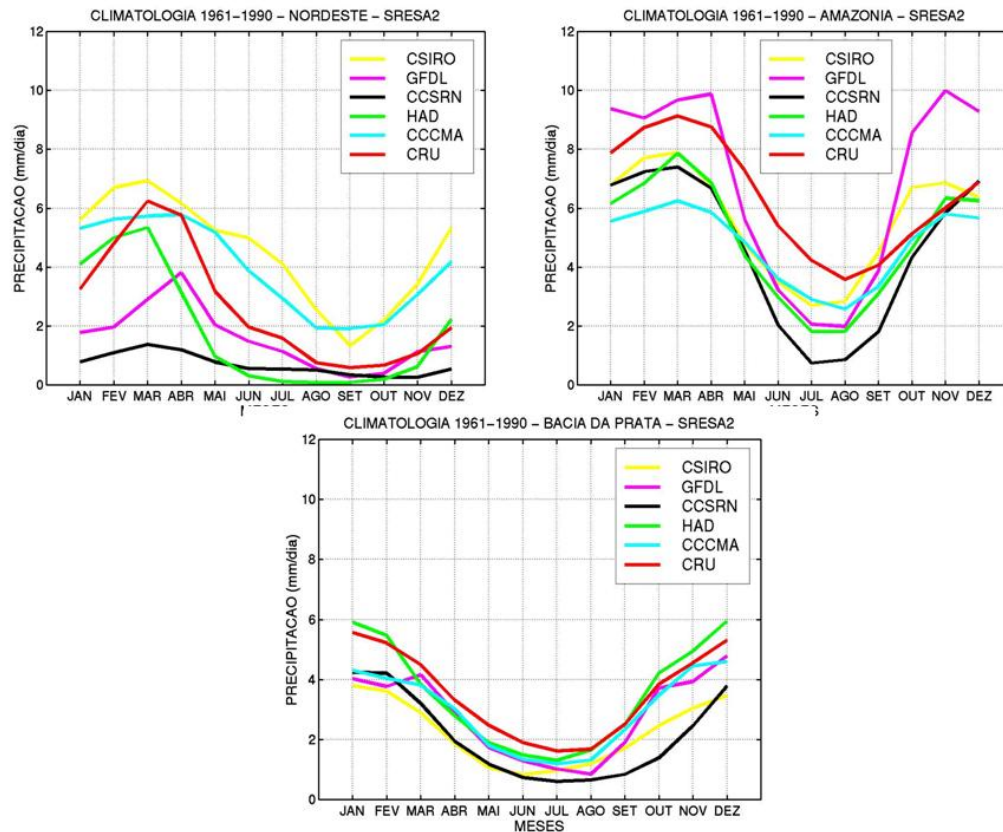 CLIMATOLOGIA 1961-1990 - NORDESTE - SRESA2
12
10
8
6
4
2
0
PRECIPITACAO (mm/dia)
CSIRO
GFDL
CCSRN
HAD
CCCMA
CRU
JAN FEV MAR ABR MAI JUN JUL AGO SET OUT NOV DEZ
CLIMATOLOGIA 1961-1990 - AMAZONIA - SRESA2
12
10
8
6
4
2
0
PRECIPITACAO (mm/dia)
CSIRO
GFDL
CCSRN
HAD
CCCMA
CRU
JAN FEV MAR ABR MAI JUN JUL AGO SET OUT NOV DEZ
CLIMATOLOGIA 1961-1990 - BACIA DA PRATA - SRESA2
12
10
8
6
4
2
0
PRECIPITACAO (mm/dia)
CSIRO
GFDL
CCSRN
HAD
CCCMA
CRU
JAN FEV MAR ABR MAI JUN JUL AGO SET OUT NOV DEZ
MESES